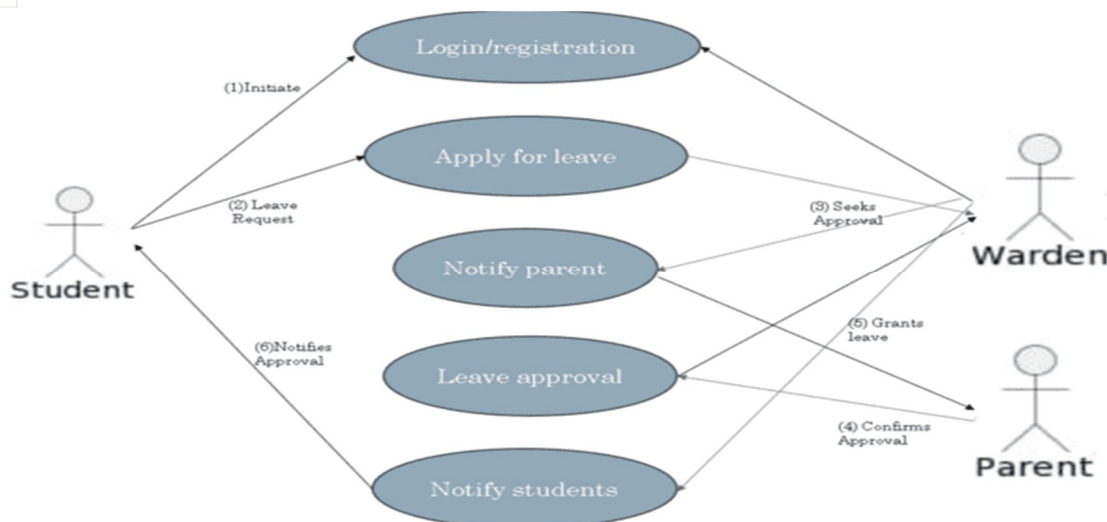 Login/registration
(1)Initiate
Apply for leave
(2) Leave
Request
(3) Seeks
Approval
Warden
Notify parent
Student
(5) Grants
leave
(6)Notifies
Approval
Leave approval
(4) Confirms
Approval
Parent
Notify students